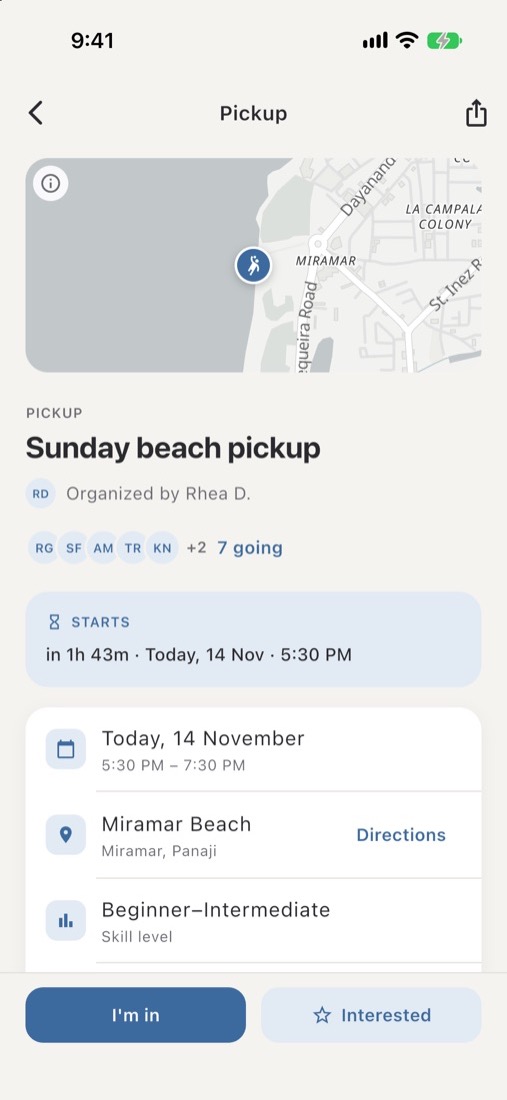 9:41
Pickup
Dayanand
LA CAMPALA
COLONY
MIRAMAR
St. Inez R
queira Road
PICKUP
Sunday beach pickup
RD Organized by Rhea D.
RG SF AM TR KN +2 7 going
STARTS
in 1h 43m · Today, 14 Nov · 5:30 PM
Today, 14 November
5:30 PM – 7:30 PM
Miramar Beach
Miramar, Panaji
Directions
Beginner–Intermediate
Skill level
I'm in
Interested